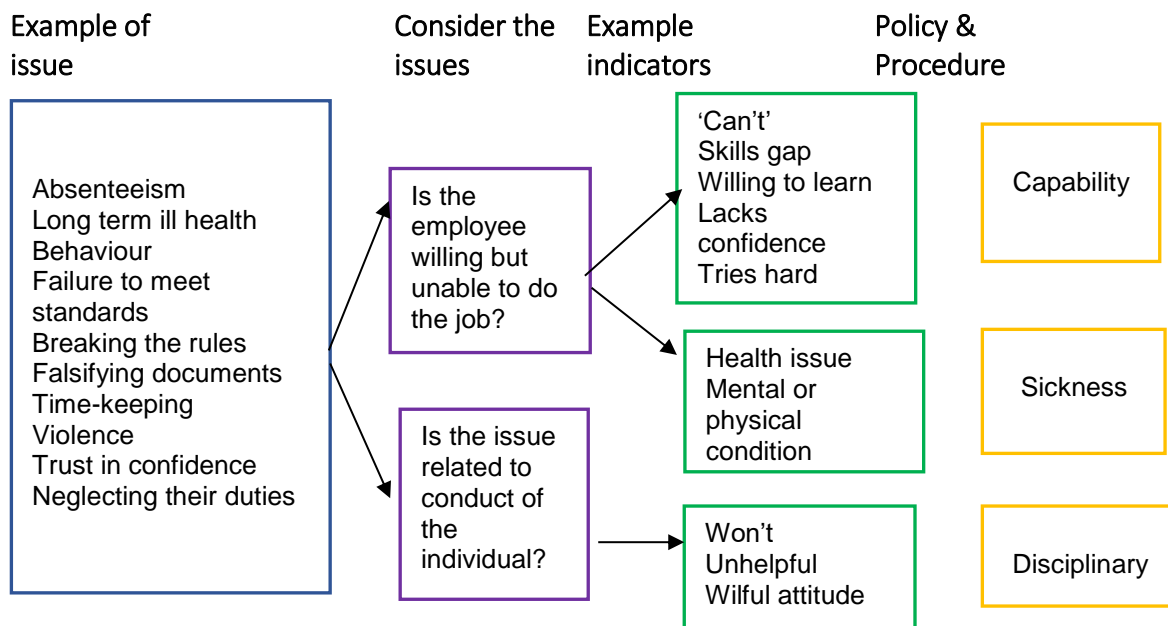 Example of
issue
Consider the
issues
Example
indicators
Policy &
Procedure
Absenteeism
Long term ill health
Behaviour
Failure to meet
standards
Breaking the rules
Falsifying documents
Time-keeping
Violence
Trust in confidence
Neglecting their duties
Is the
employee
willing but
unable to do
the job?
Is the issue
related to
conduct of
the
individual?
‘Can’t’
Skills gap
Willing to learn
Lacks
confidence
Tries hard
Health issue
Mental or
physical
condition
Won’t
Unhelpful
Wilful attitude
Capability
Sickness
Disciplinary